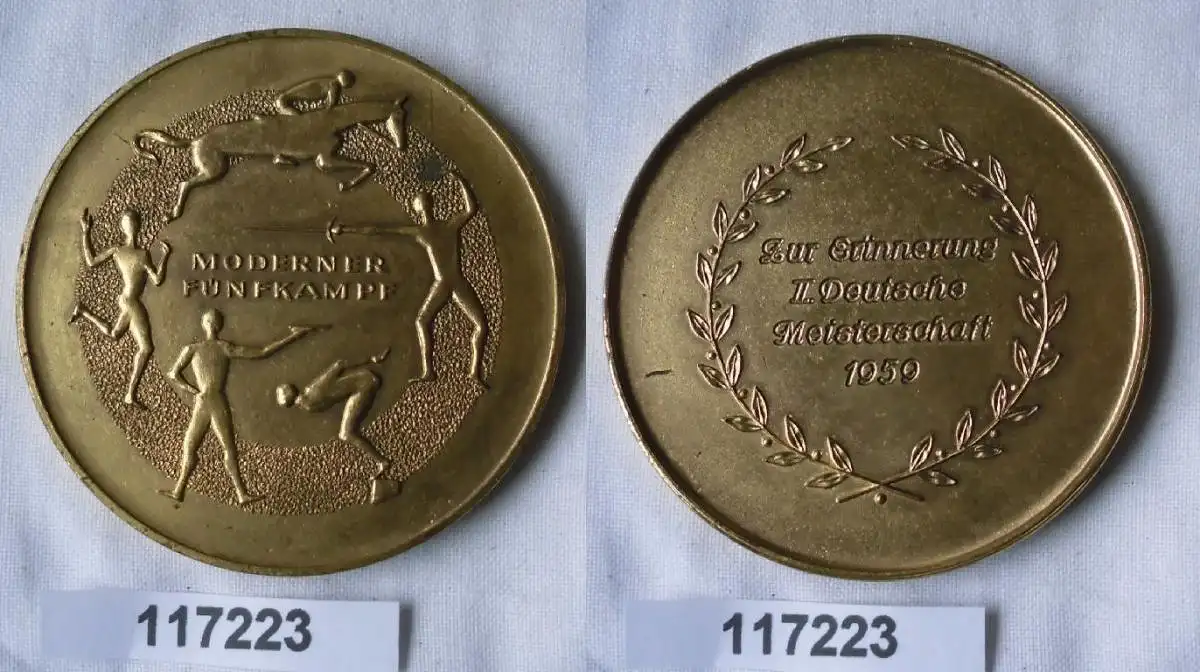 MODERNER
FÜNFKAMPF
117223
Zur Erinnerung
II. Deutsche
Meisterschaft
1959
117223